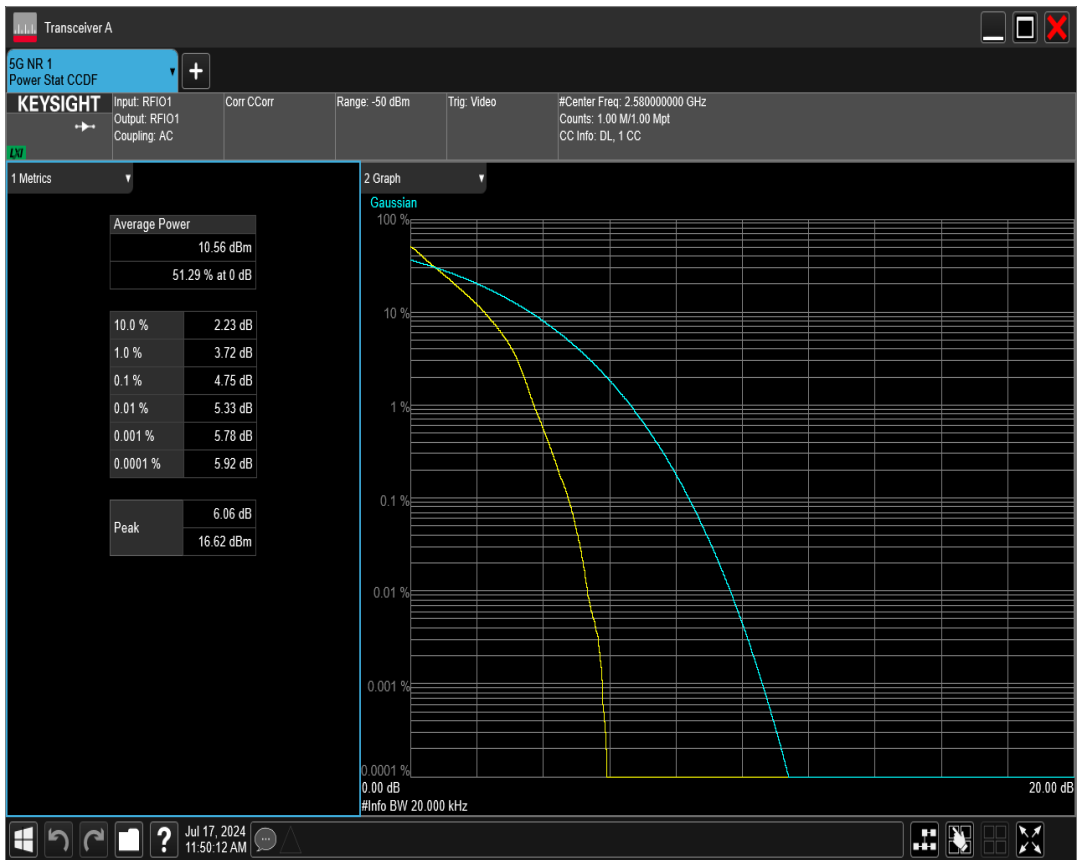 Transceiver A
5G NR 1
Power Stat CCDF
+
KEYSIGHT
LXI
Input: RFIO1
Output: RFIO1
Coupling: AC
Corr CCorr
Range: -50 dBm
Trig: Video
#Center Freq: 2.580000000 GHz
Counts: 1.00 M/1.00 Mpt
CC Info: DL, 1 CC
1 Metrics
Average Power
10.56 dBm
51.29 % at 0 dB
10.0 % 2.23 dB
1.0 % 3.72 dB
0.1 % 4.75 dB
0.01 % 5.33 dB
0.001 % 5.78 dB
0.0001 % 5.92 dB
Peak
6.06 dB
16.62 dBm
2 Graph
Gaussian
100 %
10 %
1 %
0.1 %
0.01 %
0.001 %
0.0001 %
0.00 dB 20.00 dB
#Info BW 20.000 kHz
?
Jul 17, 2024
11:50:12 AM